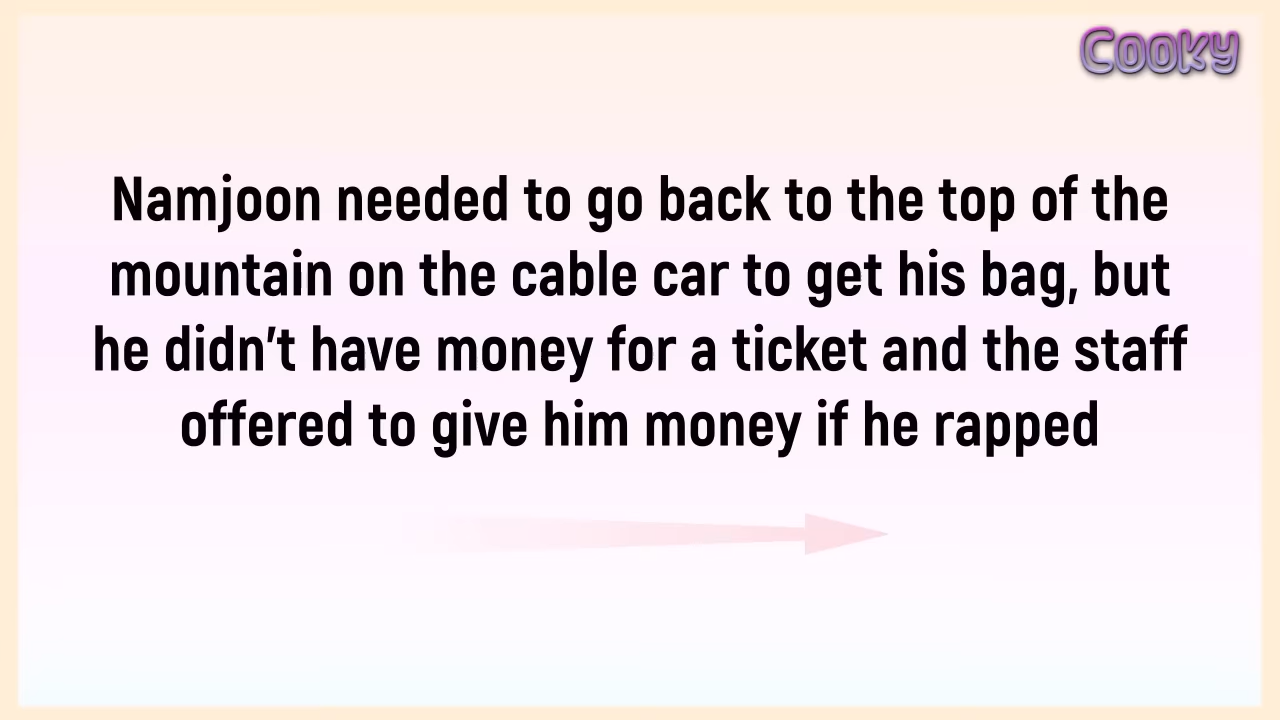 Cooky
Namjoon needed to go back to the top of the
mountain on the cable car to get his bag, but
he didn't have money for a ticket and the staff
offered to give him money if he rapped